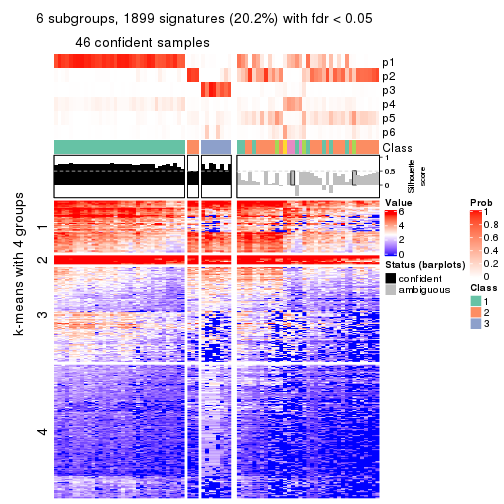 6 subgroups, 1899 signatures (20.2%) with fdr < 0.05
46 confident samples
p1
p2
p3
p4
p5
p6
Class
1
0.5
0
Silhouette
score
k-means with 4 groups
1
2
3
4
Value
6
4
2
0
Status (barplots)
confident
ambiguous
Prob
1
0.8
0.6
0.4
0.2
0
Class
1
2
3